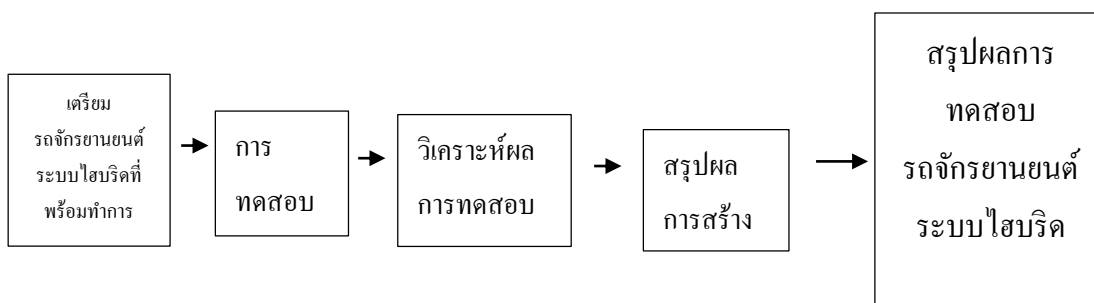 เตรียม
รถจักรยานยนต์
ระบบไฮบริดที่
พร้อมทำการ
การ
ทดสอบ
วิเคราะห์ผล
การทดสอบ
สรุปผล
การสร้าง
สรุปผลการ
ทดสอบ
รถจักรยานยนต์
ระบบไฮบริด